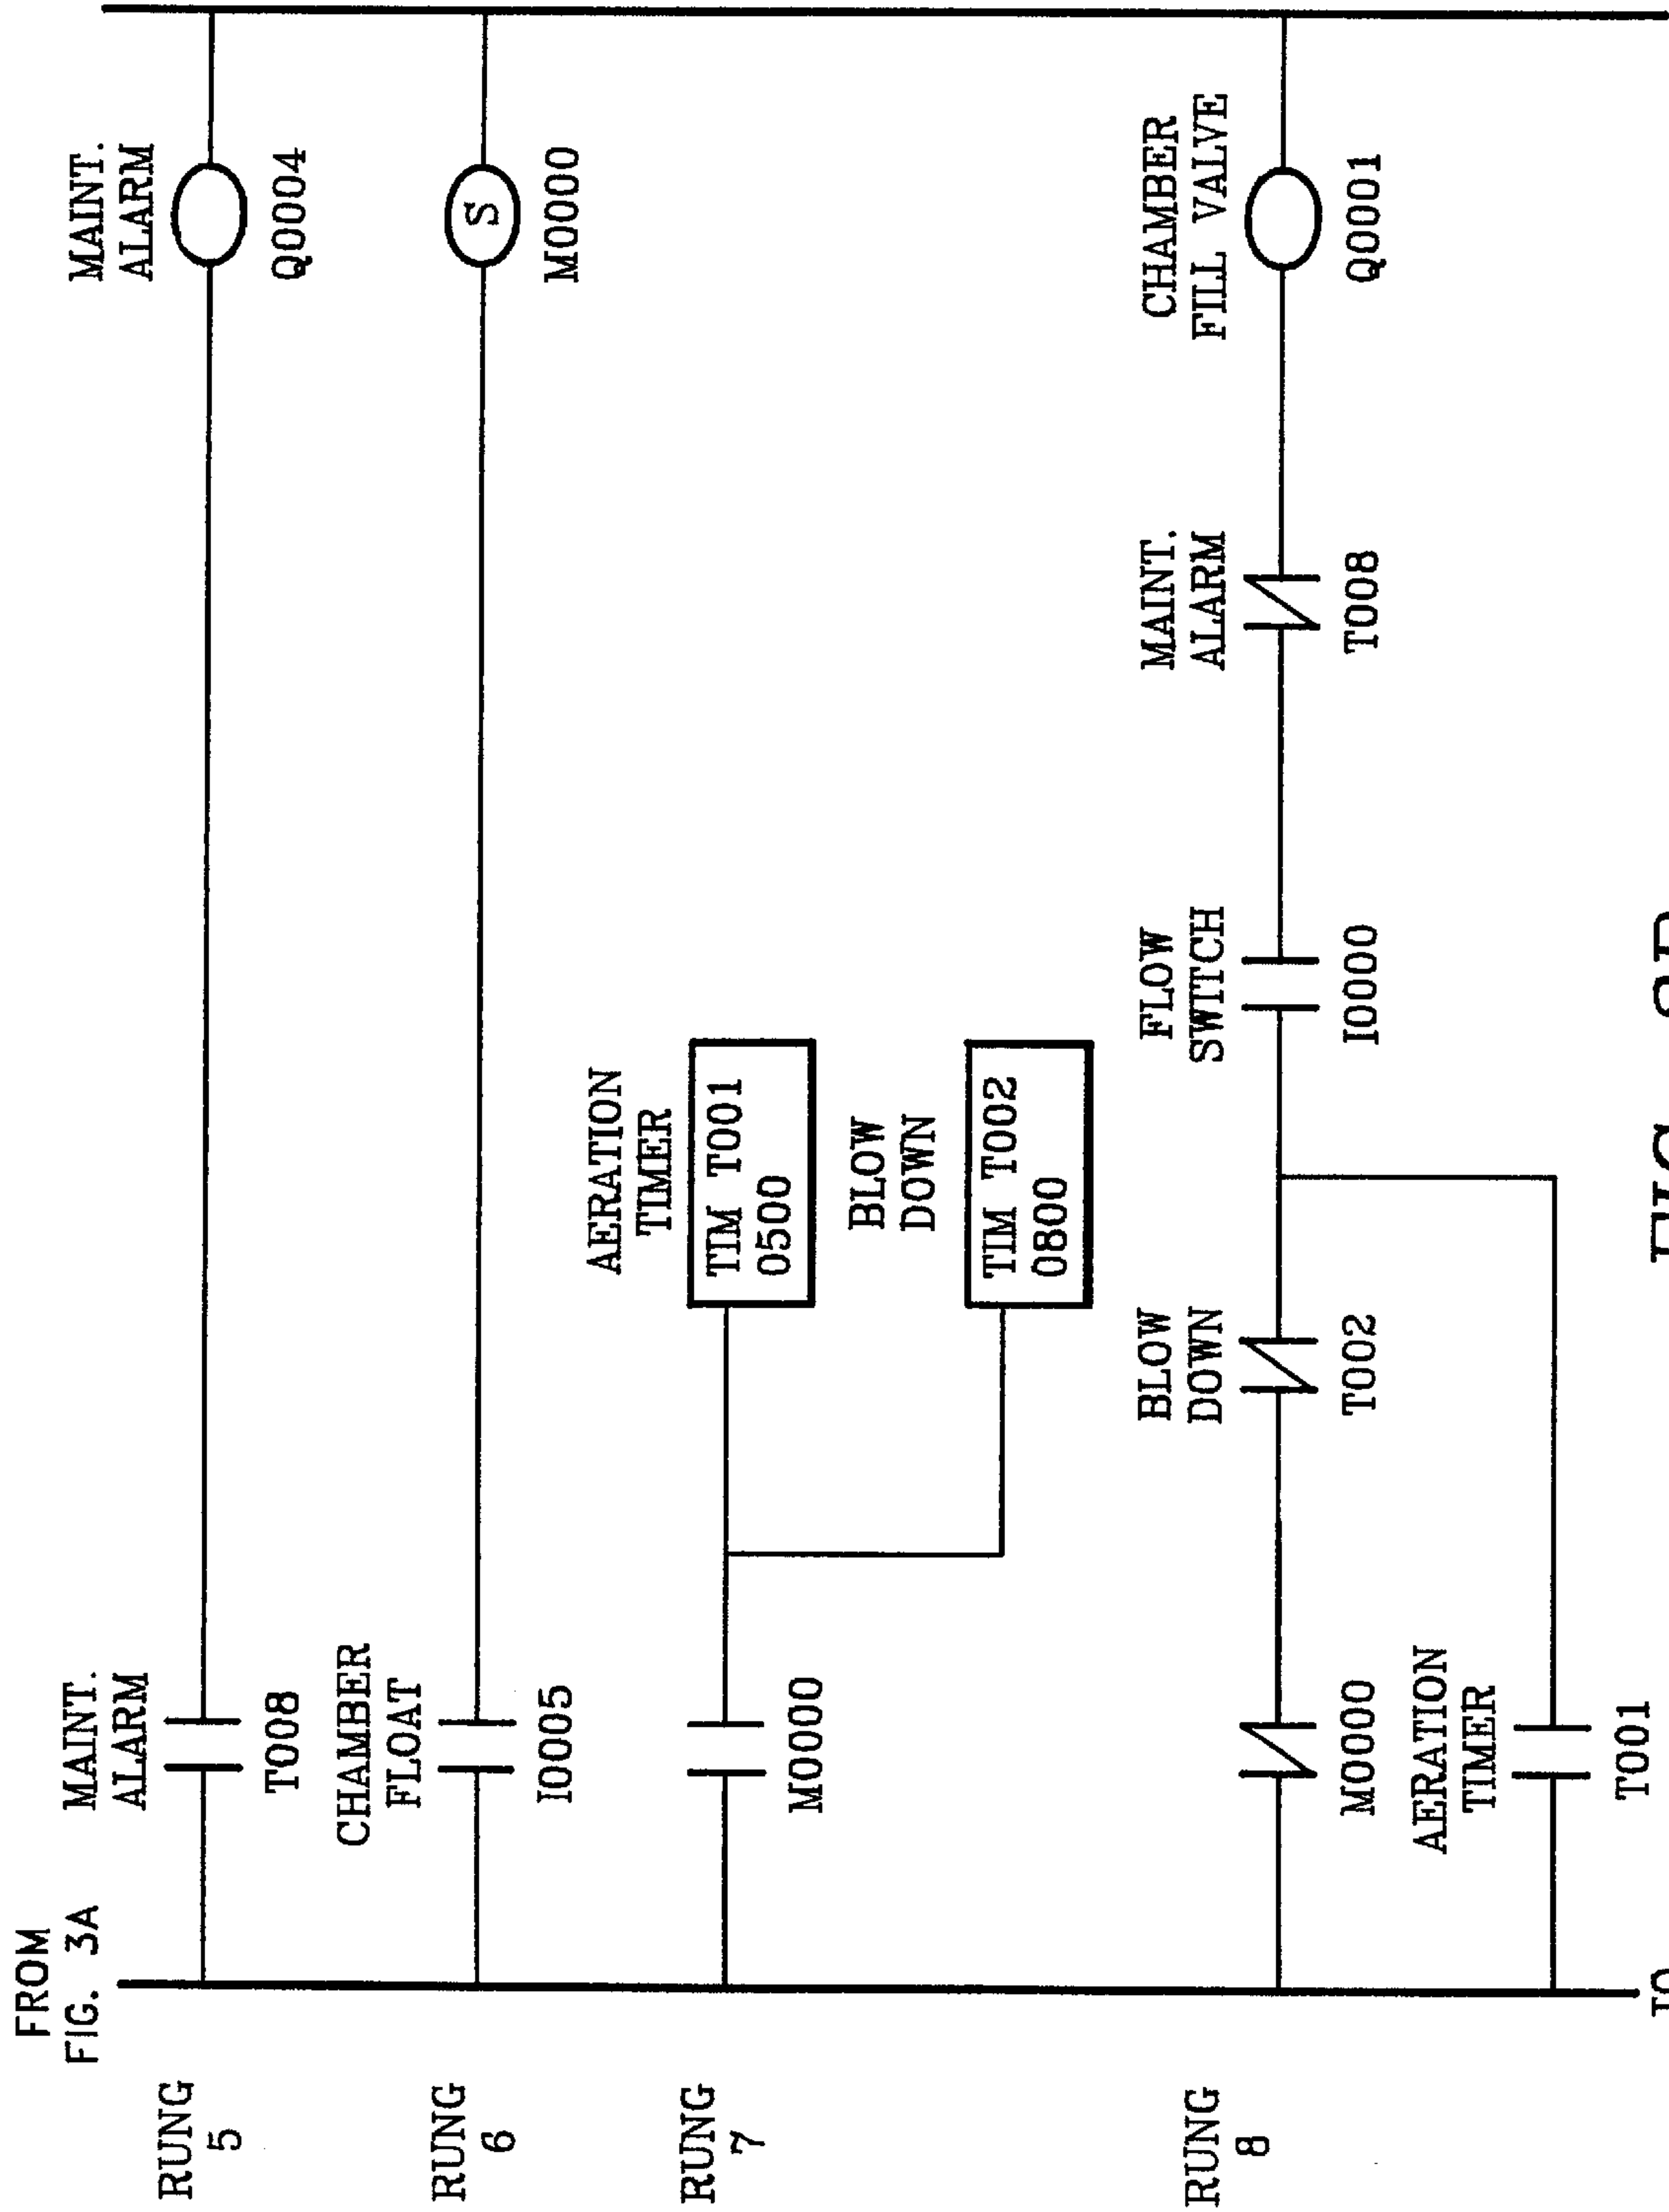 FROM
FIG. 3A
RUNG
5
MAINT.
ALARM
T008
MAINT.
ALARM
Q0004
RUNG
6
CHAMBER
FLOAT
I0005
S
M0000
RUNG
7
M0000
AERATION
TIMER
TIM T001
0500
BLOW
DOWN
TIM T002
0800
RUNG
8
M0000
BLOW
DOWN
T002
FLOW
SWITCH
I0000
MAINT.
ALARM
T008
CHAMBER
FILL VALVE
Q0001
AERATION
TIMER
T001
TO